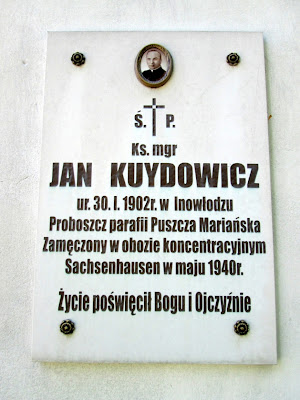 Ś. P.
Ks. mgr
JAN KUYDOWICZ
ur. 30. I. 1902r. w Inowłodzu
Proboszcz parafii Puszcza Mariańska
Zamęczony w obozie koncentracyjnym
Sachsenhausen w maju 1940r.
Życie poświęcił Bogu i Ojczyźnie